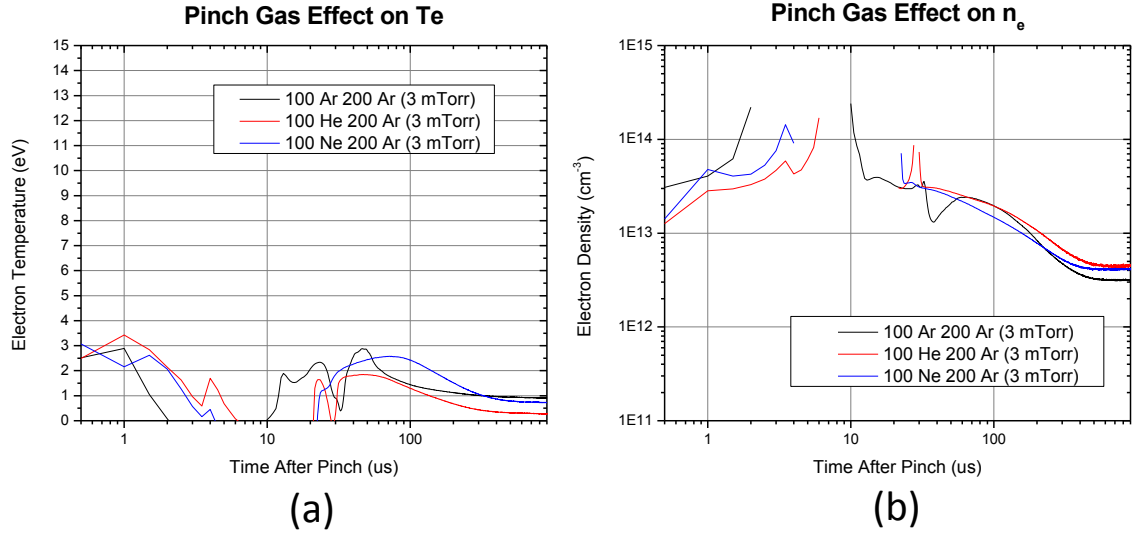 Pinch Gas Effect on Te
15
14
13
12
11
10
9
8
7
6
5
4
3
2
1
0
Electron Temperature (eV)
100 Ar 200 Ar (3 mTorr)
100 He 200 Ar (3 mTorr)
100 Ne 200 Ar (3 mTorr)
1 10 100
Time After Pinch (us)
(a)
Pinch Gas Effect on ne
1E15
1E14
1E13
1E12
1E11
Electron Density (cm-3)
100 Ar 200 Ar (3 mTorr)
100 He 200 Ar (3 mTorr)
100 Ne 200 Ar (3 mTorr)
1 10 100
Time After Pinch (us)
(b)